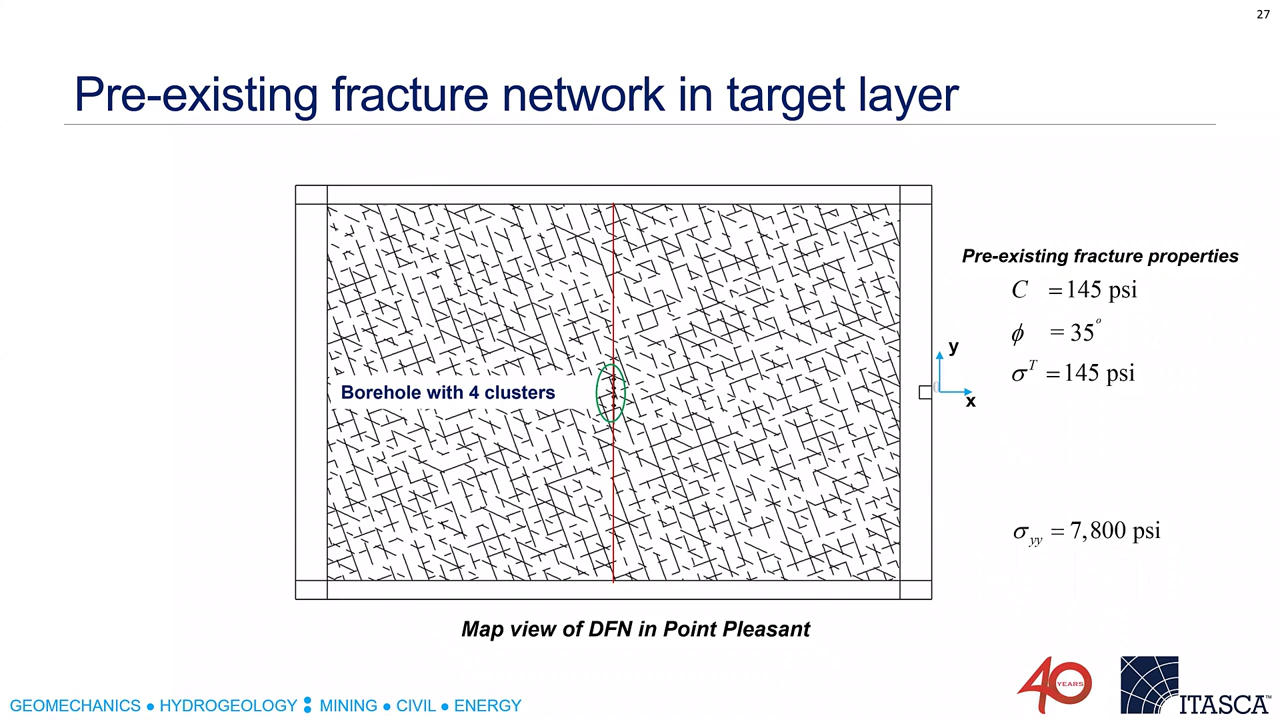 27
Pre-existing fracture network in target layer
Pre-existing fracture properties
C = 145 psi
ϕ = 35°
σᵀ = 145 psi
y
x
Borehole with 4 clusters
σyy = 7,800 psi
Map view of DFN in Point Pleasant
40 YEARS
ITASCA™
GEOMECHANICS ● HYDROGEOLOGY : MINING ● CIVIL ● ENERGY